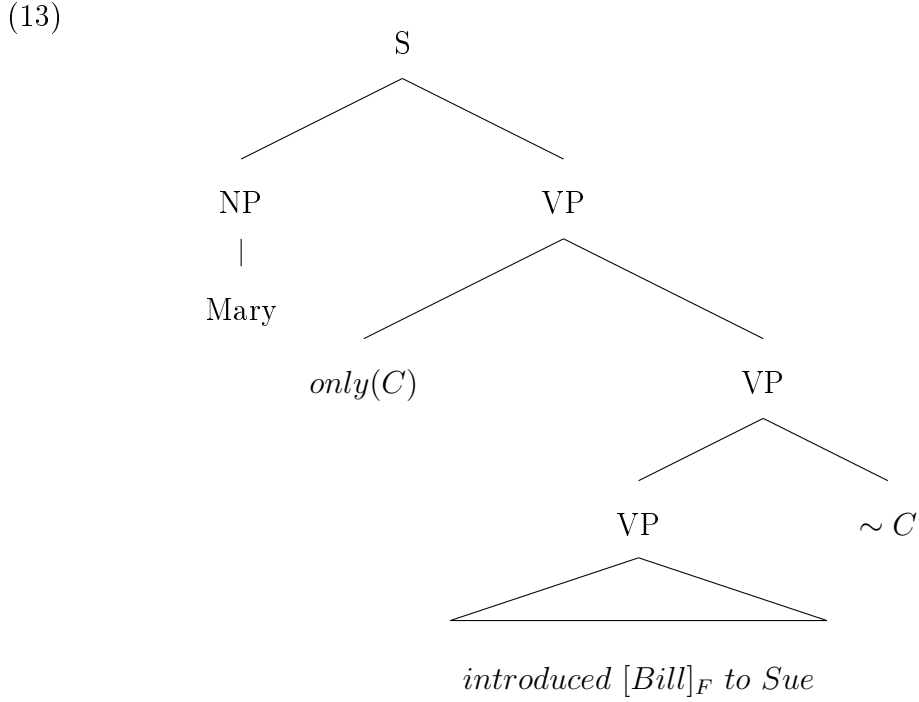 (13)
S
NP VP
|
Mary
only(C) VP
VP ∼ C
introduced [Bill]F to Sue